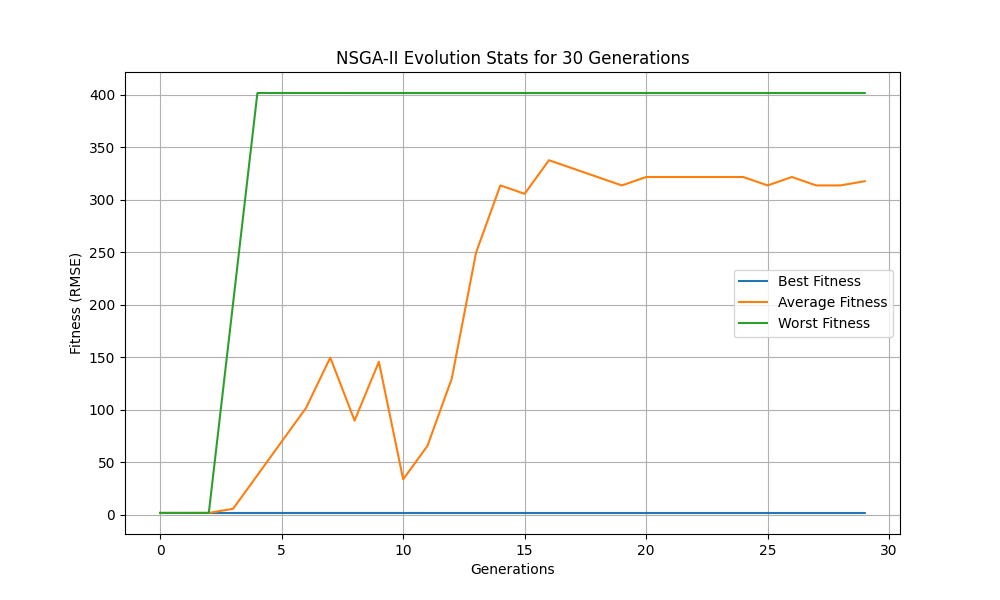 NSGA-II Evolution Stats for 30 Generations
400
350
300
250
200
150
100
50
0
Fitness (RMSE)
Best Fitness
Average Fitness
Worst Fitness
0 5 10 15 20 25 30
Generations